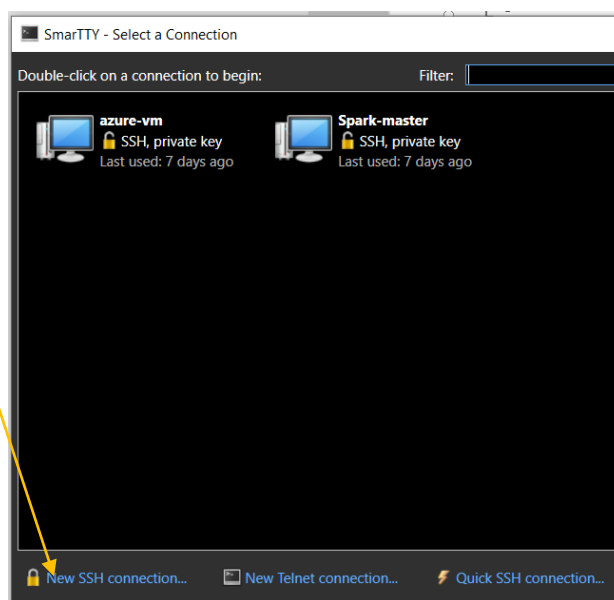 SmarTTY - Select a Connection
Double-click on a connection to begin: Filter:
azure-vm
SSH, private key
Last used: 7 days ago
Spark-master
SSH, private key
Last used: 7 days ago
New SSH connection... New Telnet connection... Quick SSH connection...